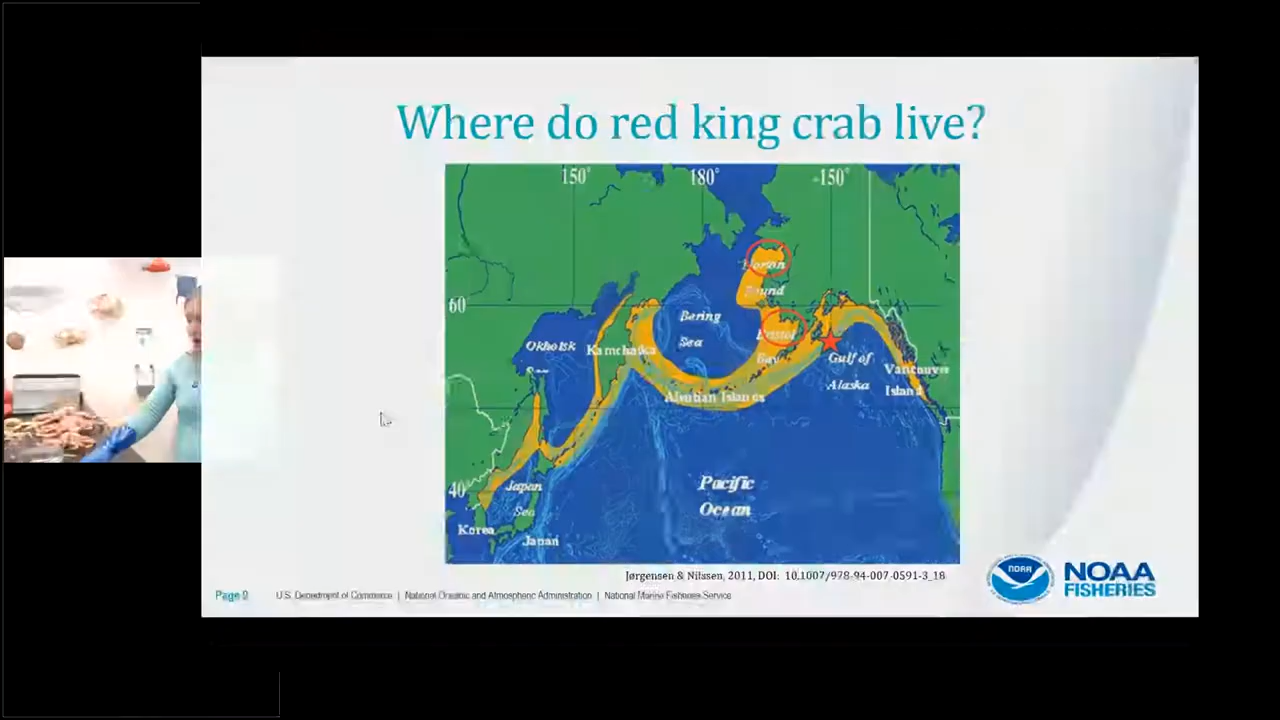 Where do red king crab live?
150° 180° -150°
Norton
Sound
60
Bering
Sea
Bristol
Bay
Okhotsk
Kamchatka
Gulf of
Alaska
Vancouver
Island
Aleutian Islands
40
Japan
Sea
Pacific
Ocean
Korea
Japan
Jørgensen & Nilssen, 2011, DOI: 10.1007/978-94-007-0591-3_18
NOAA
NOAA
FISHERIES
Page 9 U.S. Department of Commerce | National Oceanic and Atmospheric Administration | National Marine Fisheries Service